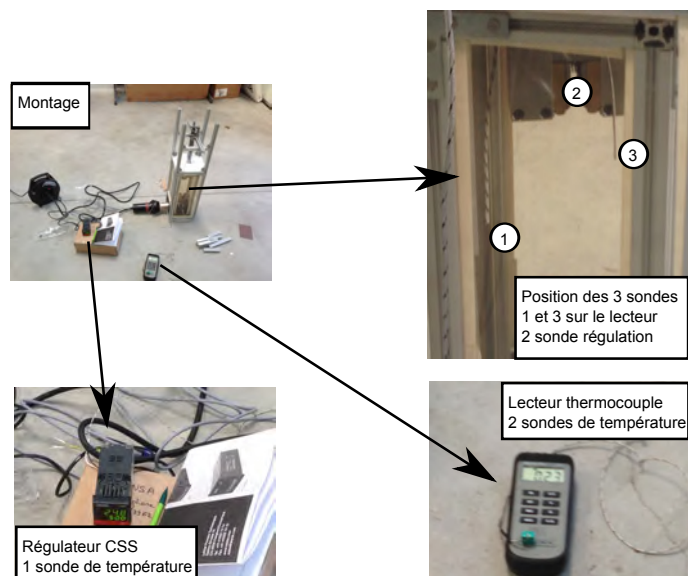 Montage
2
3
1
Position des 3 sondes
1 et 3 sur le lecteur
2 sonde régulation
Lecteur thermocouple
2 sondes de température
Régulateur CSS
1 sonde de température